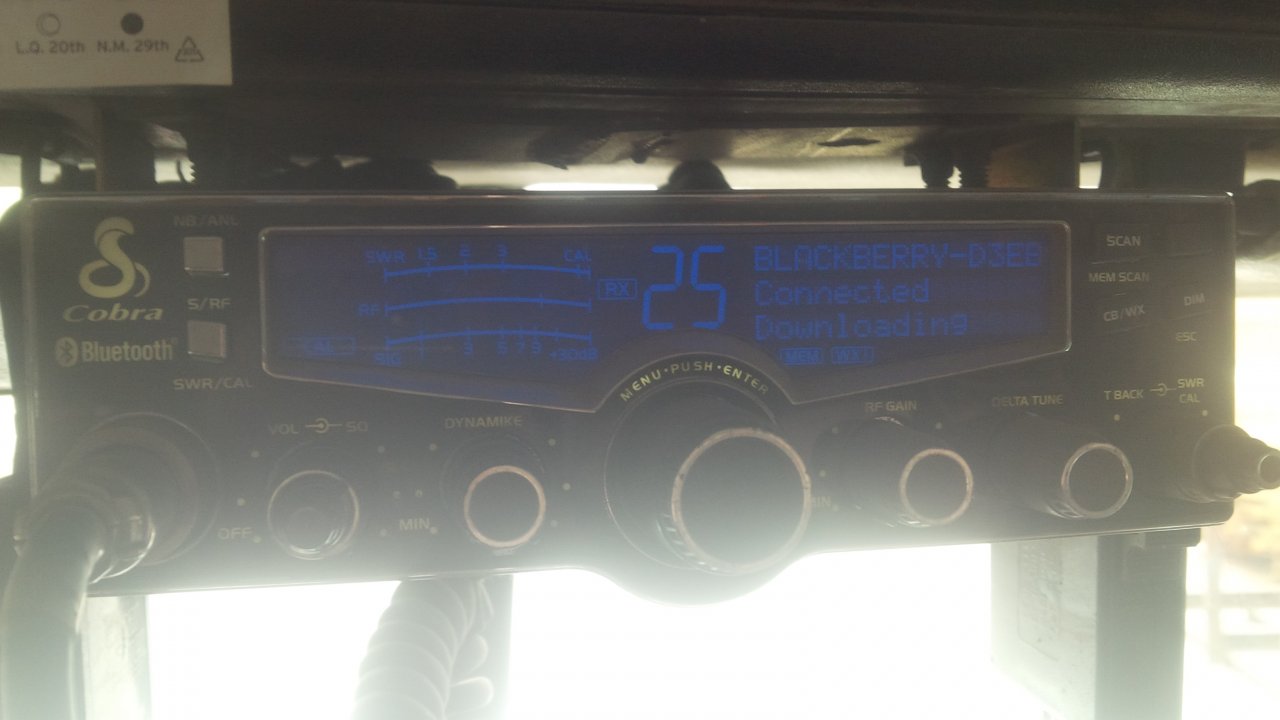 L.Q. 20th N.M. 29th
Cobra
Bluetooth
NB/ANL
S/RF
SWR/CAL
SWR 1.5 2 3 CAL
RF
SIG 1 3 5 7 9 +30dB
RX
25
BLACKBERRY-D3E8
Connected
Downloading
MEM WX
MENU•PUSH•ENTER
SCAN
MEM SCAN
CB/WX
DIM
ESC
VOL SQ
OFF
DYNAMIKE
MIN
RF GAIN
MIN
DELTA TUNE
T BACK SWR
CAL